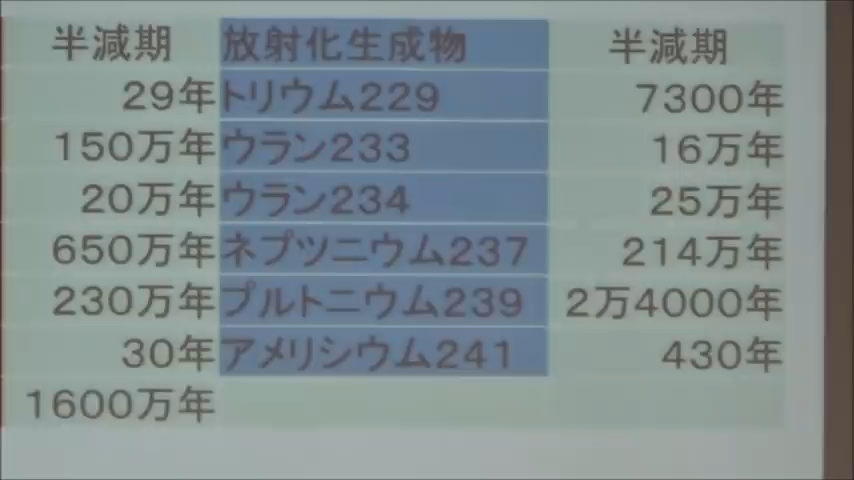 半減期 放射化生成物 半減期
29年 トリウム229 7300年
150万年 ウラン233 16万年
20万年 ウラン234 25万年
650万年 ネプツニウム237 214万年
230万年 プルトニウム239 2万4000年
30年 アメリシウム241 430年
1600万年